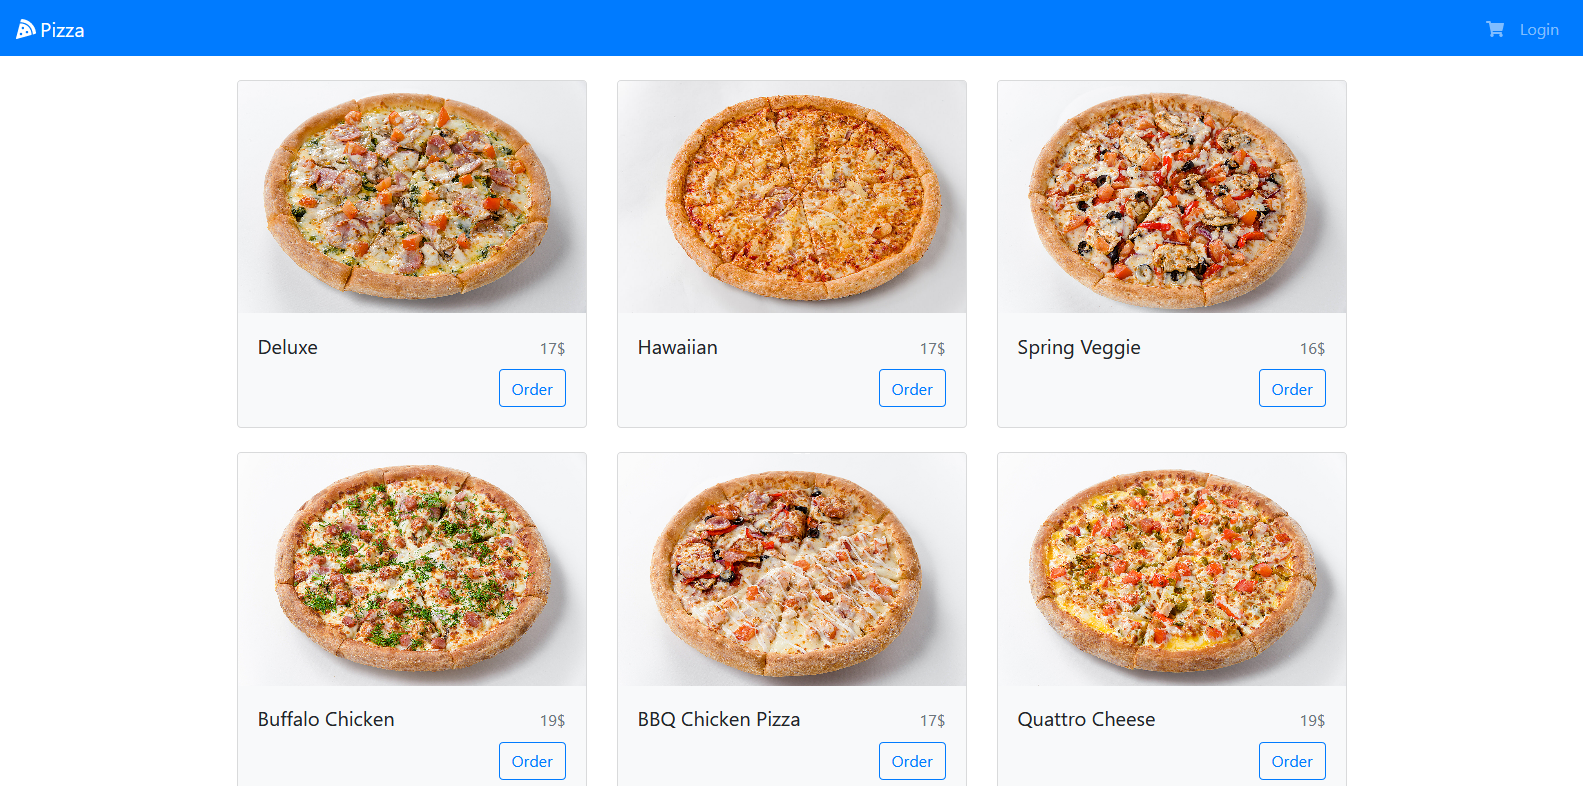 Pizza
Login
Deluxe 17$
Order
Hawaiian 17$
Order
Spring Veggie 16$
Order
Buffalo Chicken 19$
Order
BBQ Chicken Pizza 17$
Order
Quattro Cheese 19$
Order